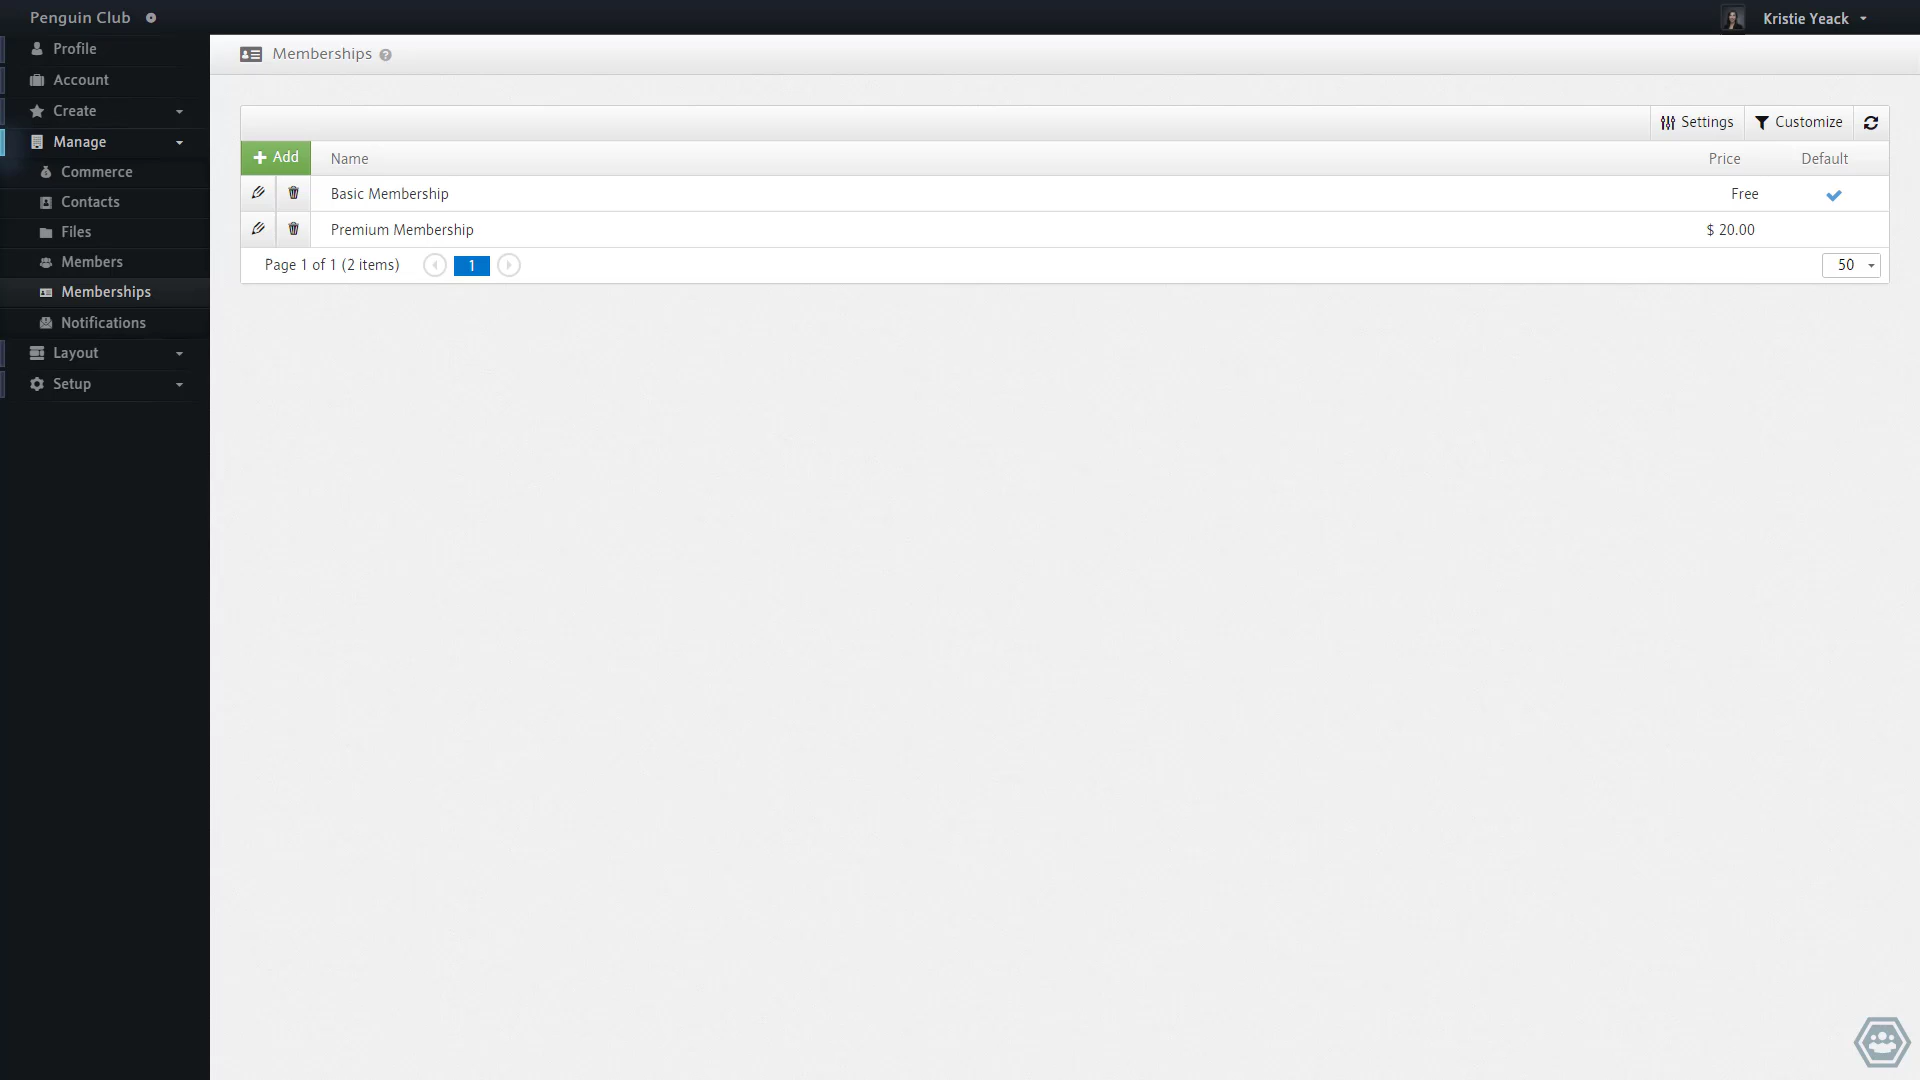 Penguin Club
Kristie Yeack
Profile
Account
Create
Manage
Commerce
Contacts
Files
Members
Memberships
Notifications
Layout
Setup
Memberships
Settings Customize
Add Name Price Default
Basic Membership Free
Premium Membership $ 20.00
Page 1 of 1 (2 items) 1 50